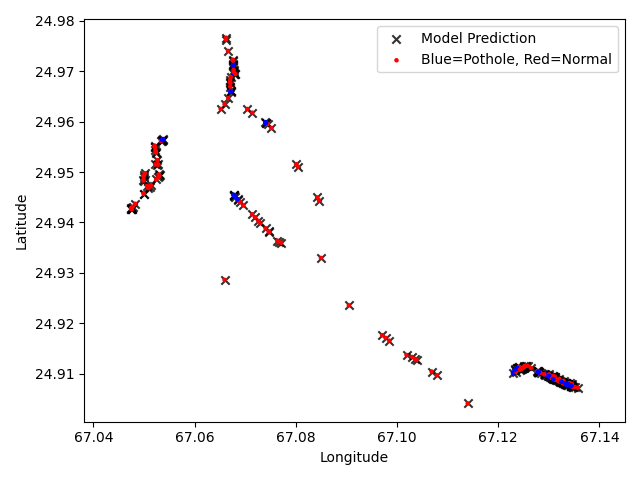 24.98
24.97
24.96
24.95
24.94
24.93
24.92
24.91
Latitude
Model Prediction
Blue=Pothole, Red=Normal
67.04 67.06 67.08 67.10 67.12 67.14
Longitude